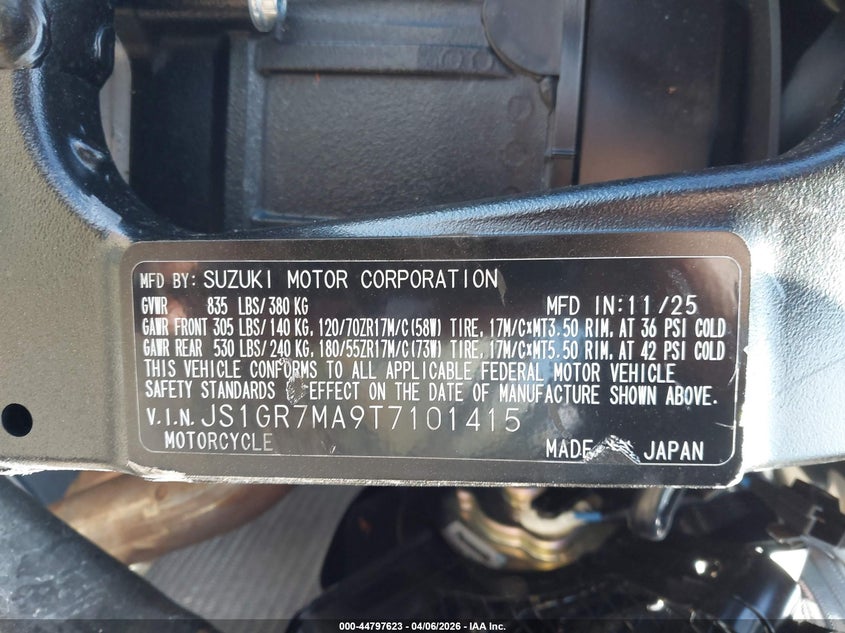 MFD BY: SUZUKI MOTOR CORPORATION
GVWR 835 LBS/380 KG MFD IN:11/25
GAWR FRONT 305 LBS/140 KG, 120/70ZR17M/C(58W) TIRE, 17M/C×MT3.50 RIM, AT 36 PSI COLD
GAWR REAR 530 LBS/240 KG, 180/55ZR17M/C(73W) TIRE, 17M/C×MT5.50 RIM, AT 42 PSI COLD
THIS VEHICLE CONFORMS TO ALL APPLICABLE FEDERAL MOTOR VEHICLE
SAFETY STANDARDS EFFECT ON THE DATE OF MANUFACTURE SHOWN ABOVE.
V.I.N. JS1GR7MA9T7101415
MOTORCYCLE MADE JAPAN
000-44797623 - 04/06/2026 - IAA Inc.